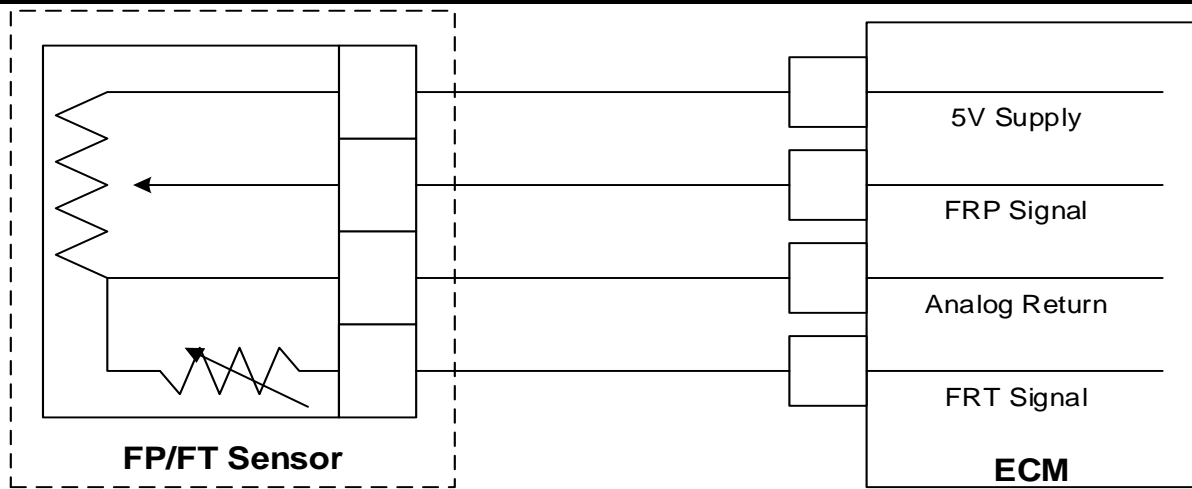 5V Supply
FRP Signal
Analog Return
FRT Signal
FP/FT Sensor
ECM